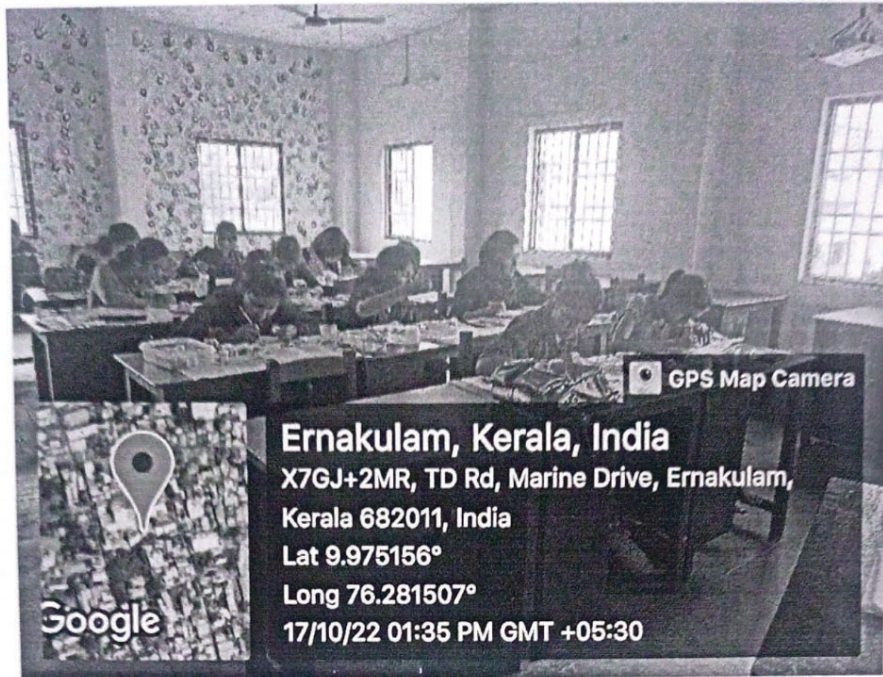 GPS Map Camera
Ernakulam, Kerala, India
X7GJ+2MR, TD Rd, Marine Drive, Ernakulam,
Kerala 682011, India
Lat 9.975156°
Long 76.281507°
17/10/22 01:35 PM GMT +05:30
Google